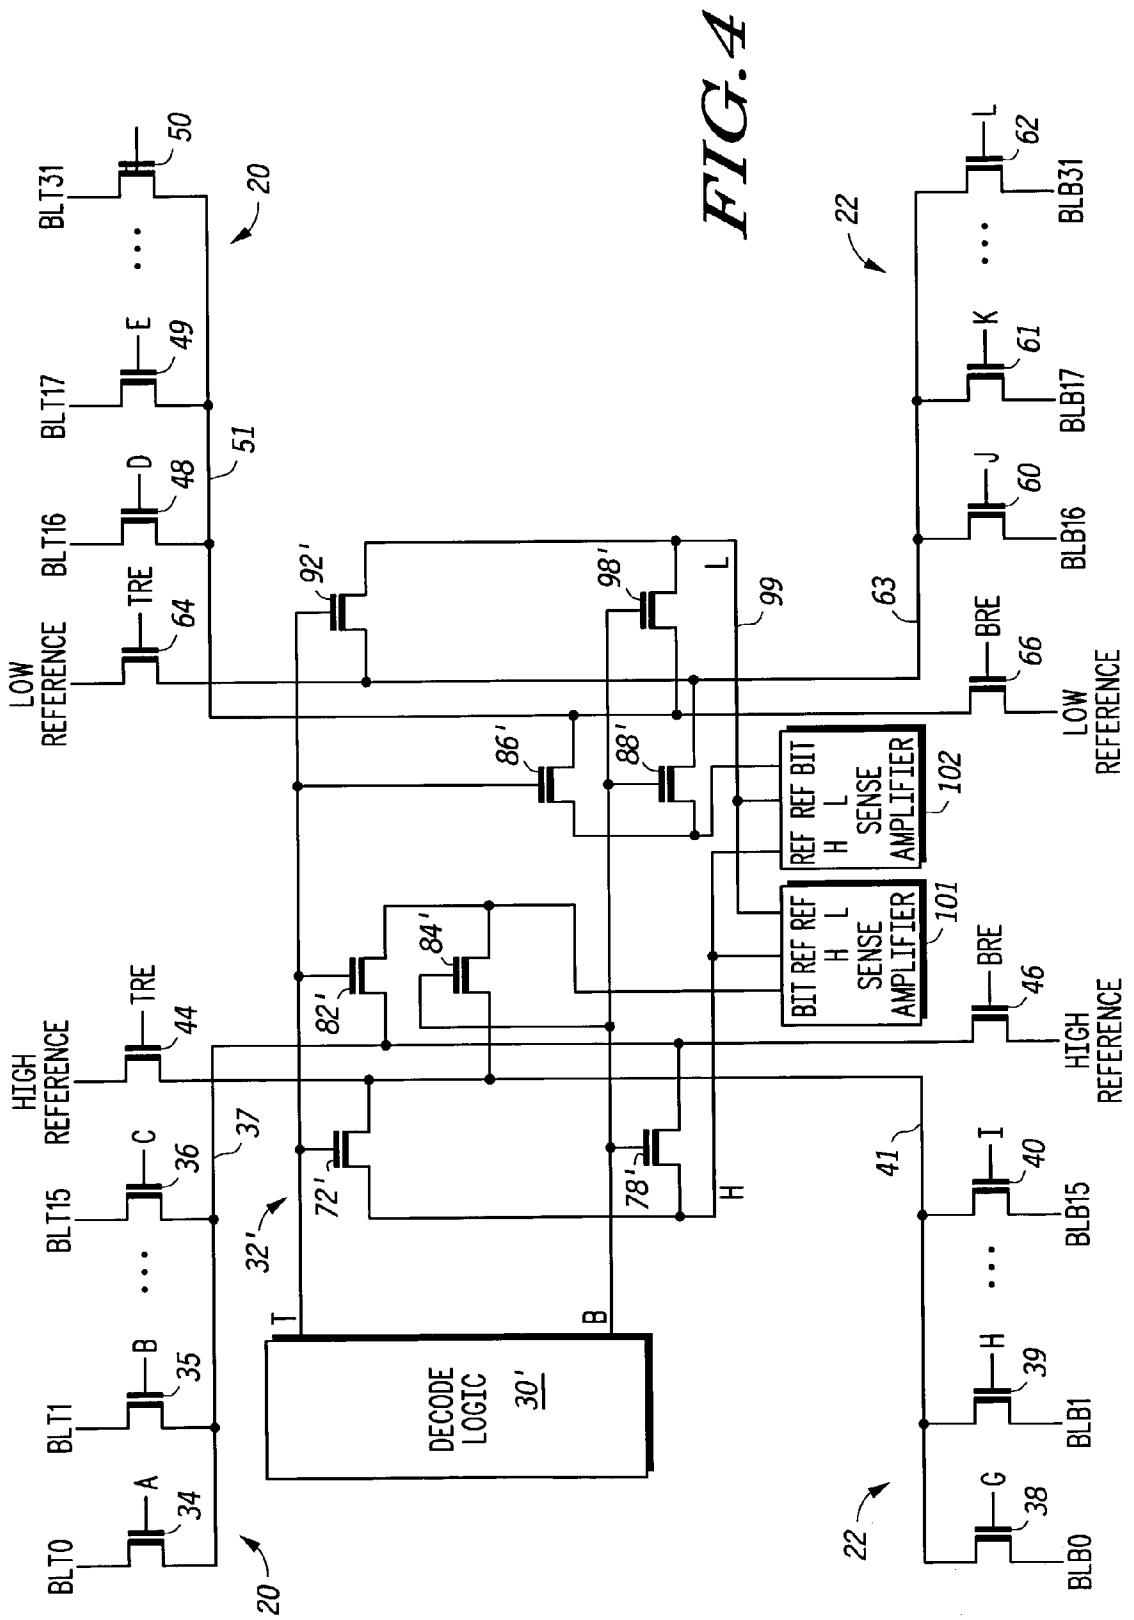 BLT0
A
34
BLT1
B
35
BLT15
C
36
37
HIGH
REFERENCE
TRE
44
LOW
REFERENCE
TRE
64
BLT16
D
48
51
BLT17
E
49
BLT31
50
20
20
32'
T
B
DECODE
LOGIC
30'
72'
78'
82'
84'
86'
88'
92'
98'
H
L
99
BIT REF REF
H L
SENSE
AMPLIFIER
101
REF REF BIT
H L
SENSE
AMPLIFIER
102
22
22
41
63
G
38
BLB0
H
39
BLB1
I
40
BLB15
BRE
46
HIGH
REFERENCE
BRE
66
LOW
REFERENCE
J
60
BLB16
K
61
BLB17
L
62
BLB31
FIG.4